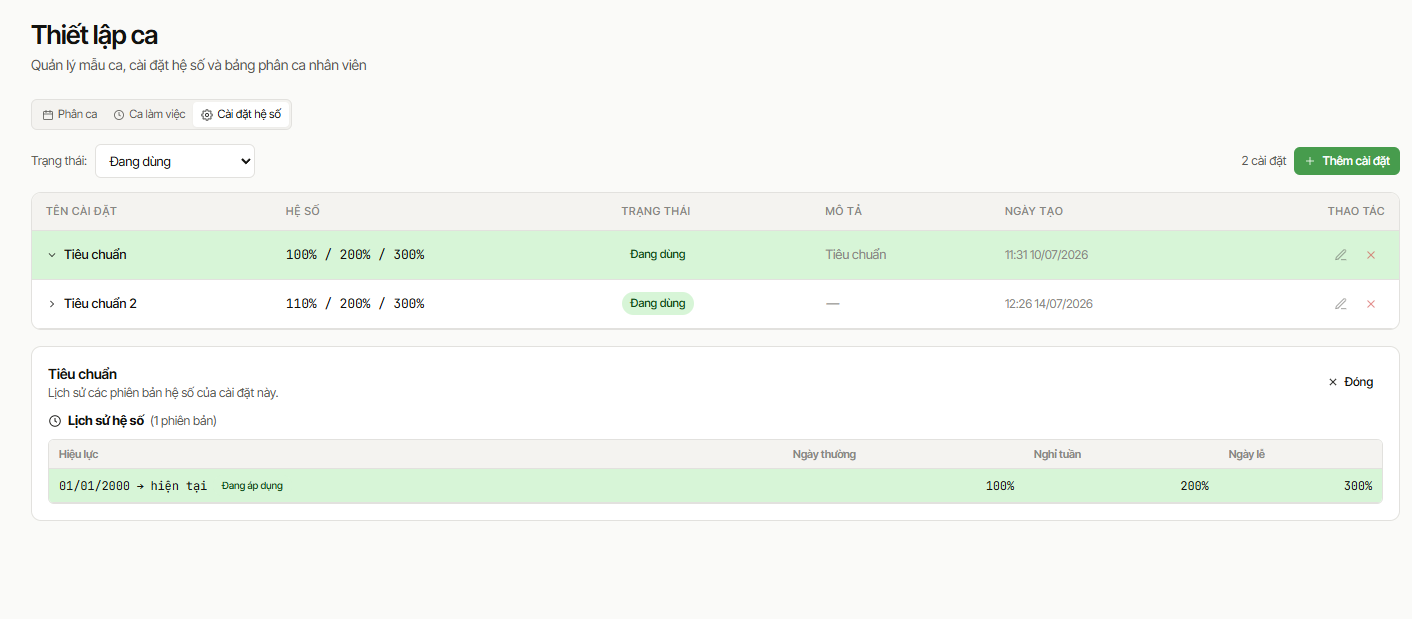 Thiết lập ca
Quản lý mẫu ca, cài đặt hệ số và bảng phân ca nhân viên
Phân ca Ca làm việc Cài đặt hệ số
Trạng thái: Đang dùng 2 cài đặt + Thêm cài đặt
TÊN CÀI ĐẶT HỆ SỐ TRẠNG THÁI MÔ TẢ NGÀY TẠO THAO TÁC
Tiêu chuẩn 100% / 200% / 300% Đang dùng Tiêu chuẩn 11:31 10/07/2026
Tiêu chuẩn 2 110% / 200% / 300% Đang dùng — 12:26 14/07/2026
Tiêu chuẩn
× Đóng
Lịch sử các phiên bản hệ số của cài đặt này.
Lịch sử hệ số (1 phiên bản)
Hiệu lực Ngày thường Nghỉ tuần Ngày lễ
01/01/2000 → hiện tại Đang áp dụng 100% 200% 300%